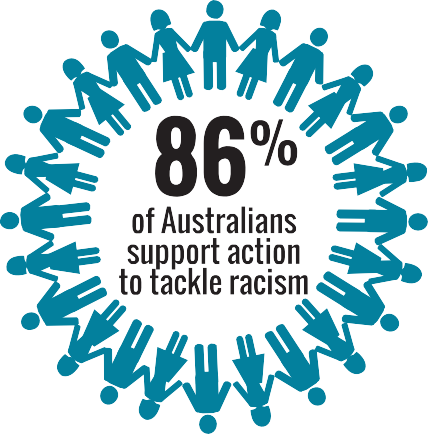 86%
of Australians
support action
to tackle racism